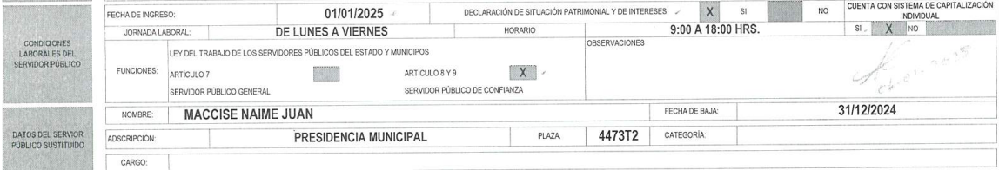 CONDICIONES LABORALES DEL SERVIDOR PÚBLICO
FECHA DE INGRESO: 01/01/2025 DECLARACIÓN DE SITUACIÓN PATRIMONIAL Y DE INTERESES X SI NO CUENTA CON SISTEMA DE CAPITALIZACIÓN INDIVIDUAL
JORNADA LABORAL: DE LUNES A VIERNES HORARIO 9:00 A 18:00 HRS. SI X NO
FUNCIONES: LEY DEL TRABAJO DE LOS SERVIDORES PÚBLICOS DEL ESTADO Y MUNICIPOS
ARTÍCULO 7 ARTÍCULO 8 Y 9 X
SERVIDOR PÚBLICO GENERAL SERVIDOR PÚBLICO DE CONFIANZA
OBSERVACIONES
DATOS DEL SERVIOR PÚBLICO SUSTITUIDO
NOMBRE: MACCISE NAIME JUAN FECHA DE BAJA: 31/12/2024
ADSCRIPCIÓN: PRESIDENCIA MUNICIPAL PLAZA 4473T2 CATEGORÍA:
CARGO: